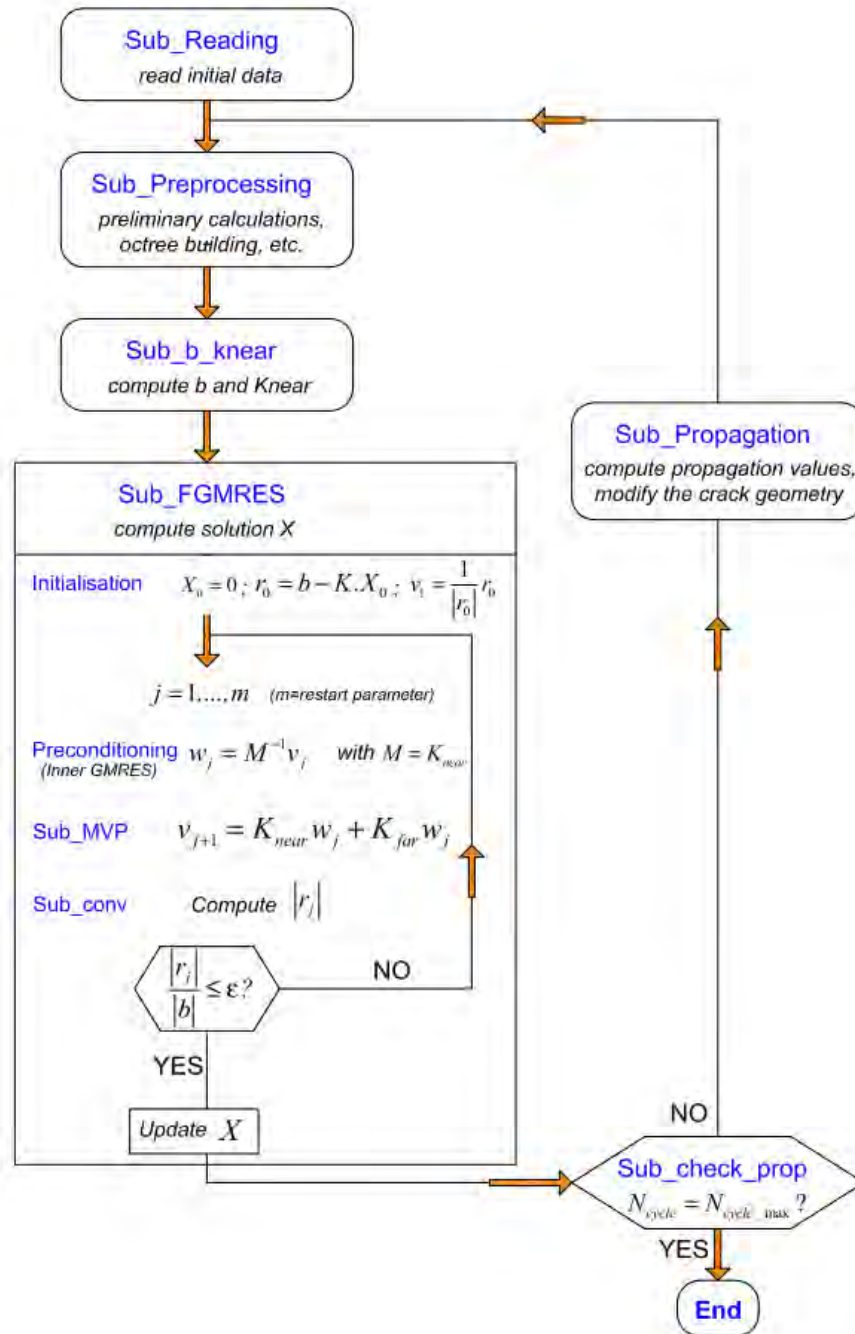 Sub_Reading
read initial data
Sub_Preprocessing
preliminary calculations,
octree building, etc.
Sub_b_knear
compute b and Knear
Sub_FGMRES
compute solution X
Initialisation X₀ = 0 ; r₀ = b − K.X₀ ; v₁ = 1/|r₀| r₀
j = 1,...,m (m=restart parameter)
Preconditioning w_j = M⁻¹ v_j with M = K_near
(Inner GMRES)
Sub_MVP v_{j+1} = K_near w_j + K_far w_j
Sub_conv Compute |r_j|
|r_j|/|b| ≤ ε?
NO
YES
Update X
Sub_Propagation
compute propagation values,
modify the crack geometry
NO
Sub_check_prop
N_cycle = N_cycle_max ?
YES
End